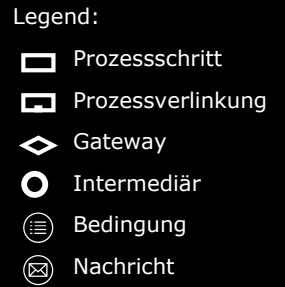 Legend:
Prozessschritt
Prozessverlinkung
Gateway
Intermediär
Bedingung
Nachricht